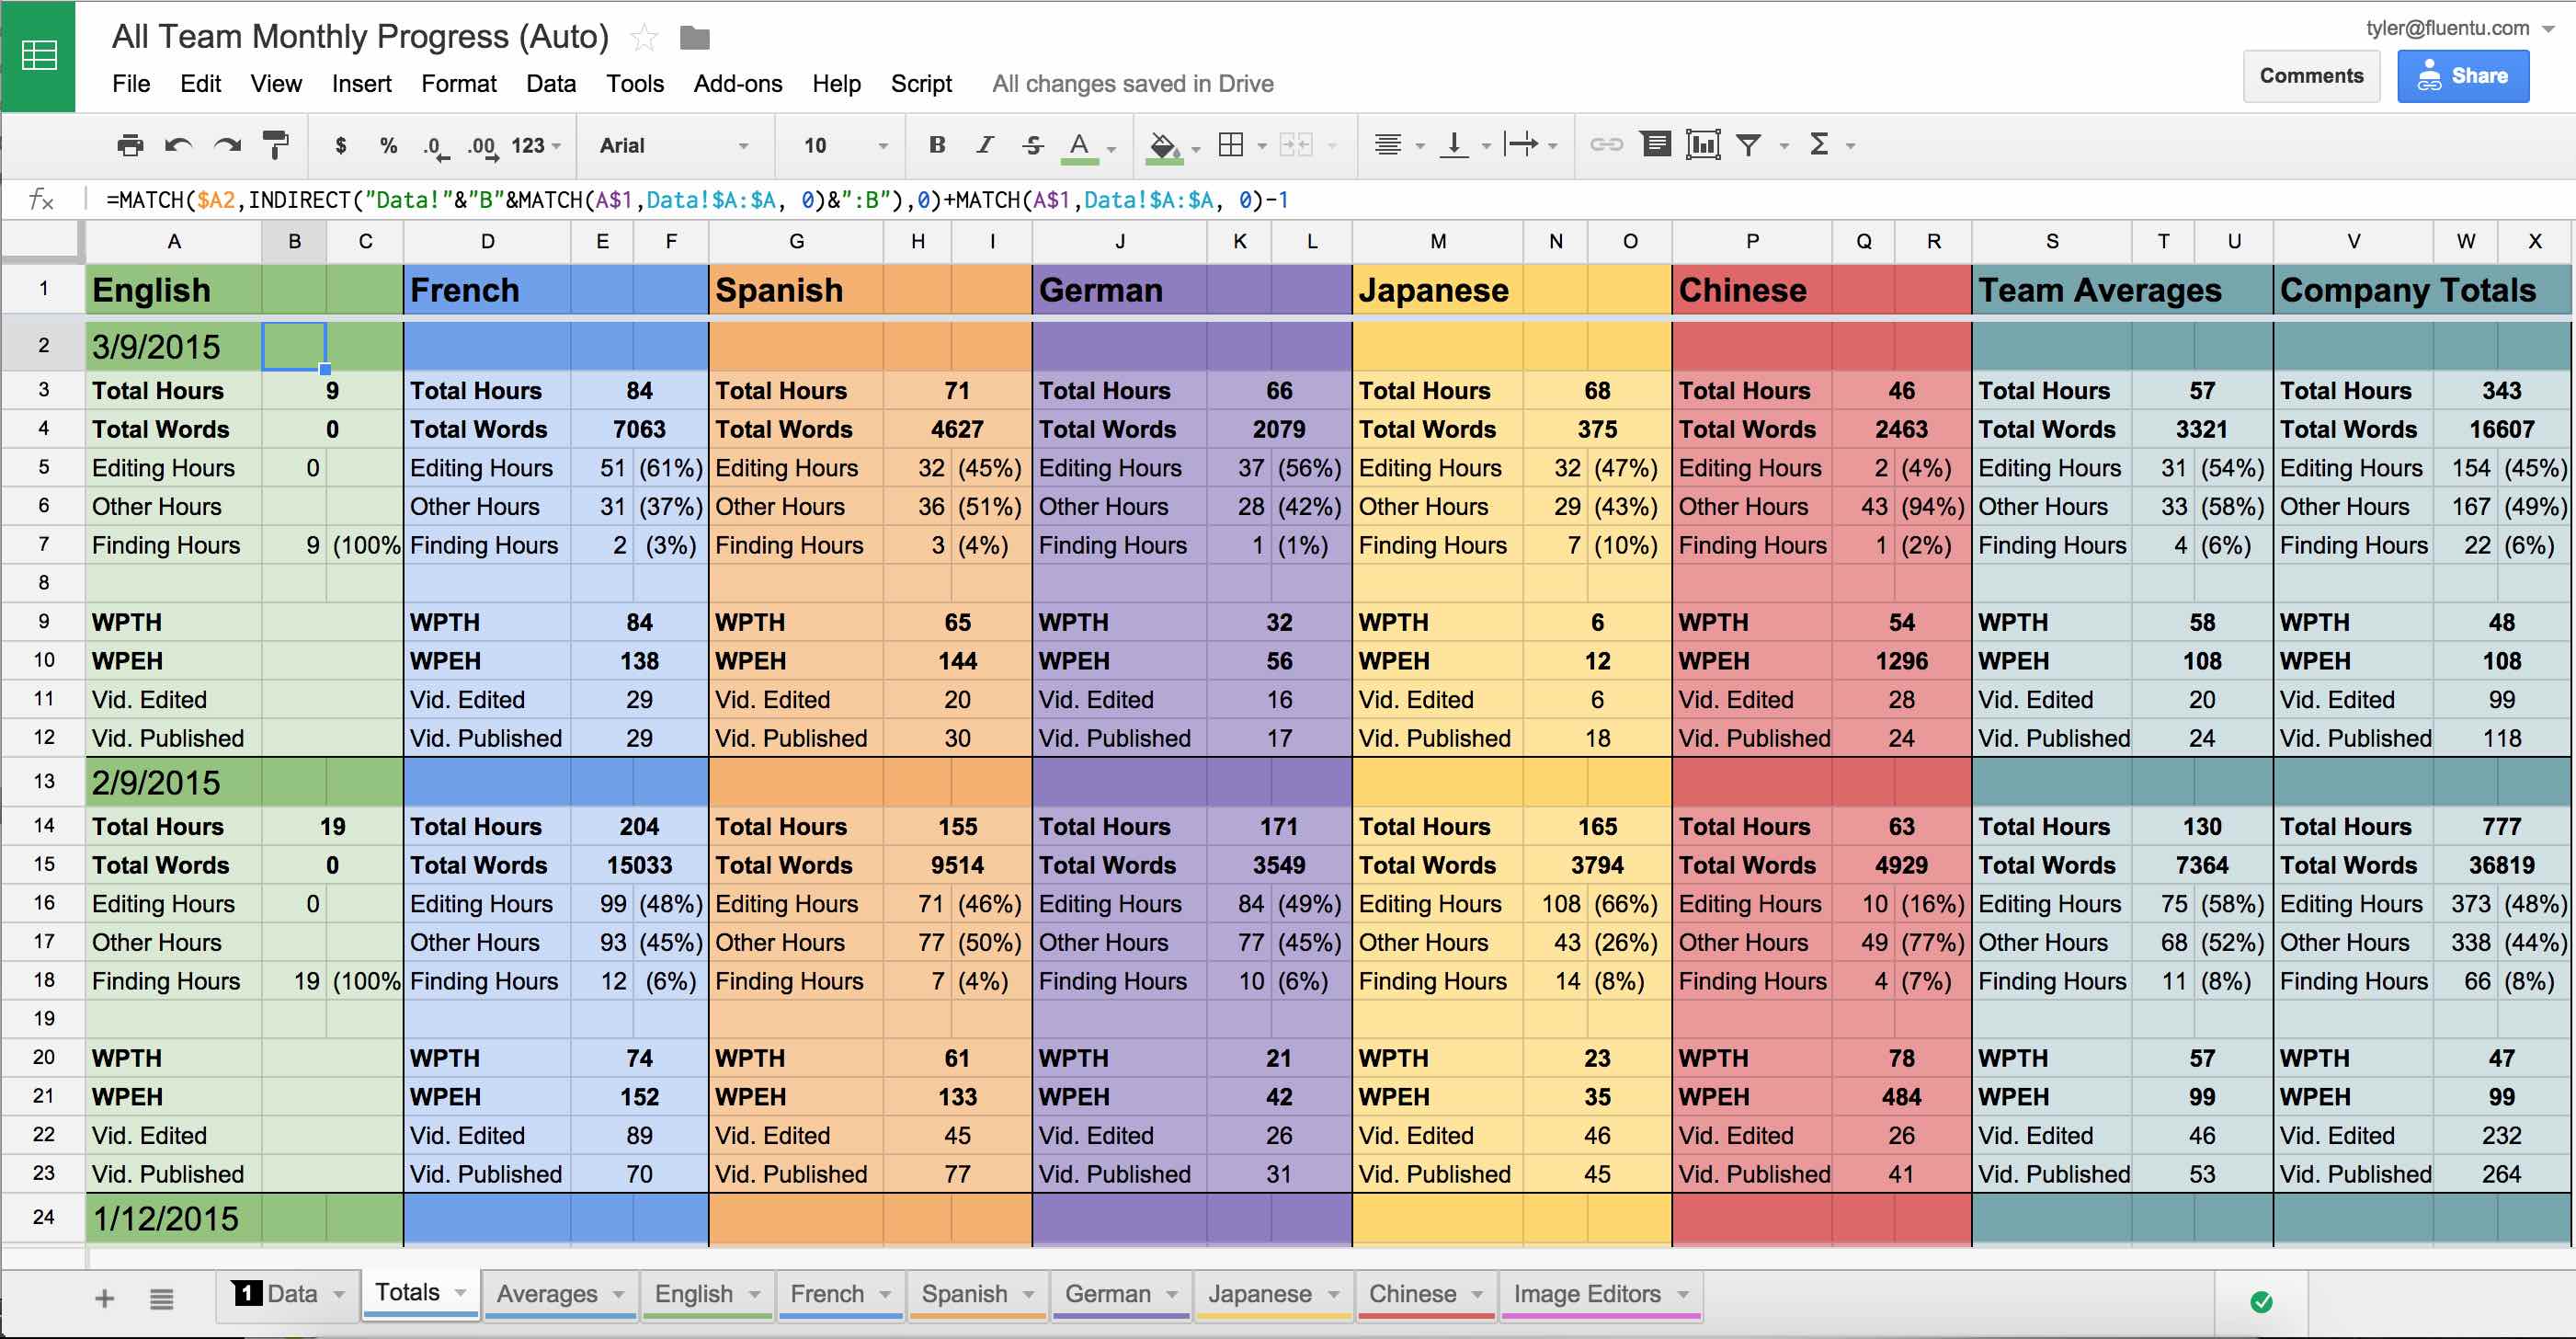 All Team Monthly Progress (Auto)
tyler@fluentu.com
File Edit View Insert Format Data Tools Add-ons Help Script All changes saved in Drive
Comments Share
$ % .0 .00 123 Arial 10 B I S A Σ
fx =MATCH($A2,INDIRECT("Data!"&"B"&MATCH(A$1,Data!$A:$A, 0)&":B"),0)+MATCH(A$1,Data!$A:$A, 0)-1
A B C D E F G H I J K L M N O P Q R S T U V W X
1 English French Spanish German Japanese Chinese Team Averages Company Totals
2 3/9/2015
3 Total Hours 9 Total Hours 84 Total Hours 71 Total Hours 66 Total Hours 68 Total Hours 46 Total Hours 57 Total Hours 343
4 Total Words 0 Total Words 7063 Total Words 4627 Total Words 2079 Total Words 375 Total Words 2463 Total Words 3321 Total Words 16607
5 Editing Hours 0 Editing Hours 51 (61%) Editing Hours 32 (45%) Editing Hours 37 (56%) Editing Hours 32 (47%) Editing Hours 2 (4%) Editing Hours 31 (54%) Editing Hours 154 (45%)
6 Other Hours Other Hours 31 (37%) Other Hours 36 (51%) Other Hours 28 (42%) Other Hours 29 (43%) Other Hours 43 (94%) Other Hours 33 (58%) Other Hours 167 (49%)
7 Finding Hours 9 (100% Finding Hours 2 (3%) Finding Hours 3 (4%) Finding Hours 1 (1%) Finding Hours 7 (10%) Finding Hours 1 (2%) Finding Hours 4 (6%) Finding Hours 22 (6%)
8
9 WPTH WPTH 84 WPTH 65 WPTH 32 WPTH 6 WPTH 54 WPTH 58 WPTH 48
10 WPEH WPEH 138 WPEH 144 WPEH 56 WPEH 12 WPEH 1296 WPEH 108 WPEH 108
11 Vid. Edited Vid. Edited 29 Vid. Edited 20 Vid. Edited 16 Vid. Edited 6 Vid. Edited 28 Vid. Edited 20 Vid. Edited 99
12 Vid. Published Vid. Published 29 Vid. Published 30 Vid. Published 17 Vid. Published 18 Vid. Published 24 Vid. Published 24 Vid. Published 118
13 2/9/2015
14 Total Hours 19 Total Hours 204 Total Hours 155 Total Hours 171 Total Hours 165 Total Hours 63 Total Hours 130 Total Hours 777
15 Total Words 0 Total Words 15033 Total Words 9514 Total Words 3549 Total Words 3794 Total Words 4929 Total Words 7364 Total Words 36819
16 Editing Hours 0 Editing Hours 99 (48%) Editing Hours 71 (46%) Editing Hours 84 (49%) Editing Hours 108 (66%) Editing Hours 10 (16%) Editing Hours 75 (58%) Editing Hours 373 (48%)
17 Other Hours Other Hours 93 (45%) Other Hours 77 (50%) Other Hours 77 (45%) Other Hours 43 (26%) Other Hours 49 (77%) Other Hours 68 (52%) Other Hours 338 (44%)
18 Finding Hours 19 (100% Finding Hours 12 (6%) Finding Hours 7 (4%) Finding Hours 10 (6%) Finding Hours 14 (8%) Finding Hours 4 (7%) Finding Hours 11 (8%) Finding Hours 66 (8%)
19
20 WPTH WPTH 74 WPTH 61 WPTH 21 WPTH 23 WPTH 78 WPTH 57 WPTH 47
21 WPEH WPEH 152 WPEH 133 WPEH 42 WPEH 35 WPEH 484 WPEH 99 WPEH 99
22 Vid. Edited Vid. Edited 89 Vid. Edited 45 Vid. Edited 26 Vid. Edited 46 Vid. Edited 26 Vid. Edited 46 Vid. Edited 232
23 Vid. Published Vid. Published 70 Vid. Published 77 Vid. Published 31 Vid. Published 45 Vid. Published 41 Vid. Published 53 Vid. Published 264
24 1/12/2015
+ 1 Data Totals Averages English French Spanish German Japanese Chinese Image Editors